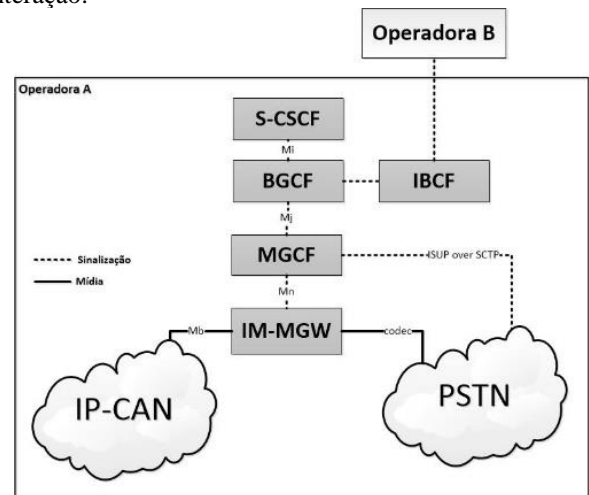 Operadora B
Operadora A
S-CSCF
Mi
BGCF
IBCF
Mj
Sinalização
Mídia
MGCF
ISUP over SCTP
Mn
IM-MGW
Mb
codec
IP-CAN
PSTN